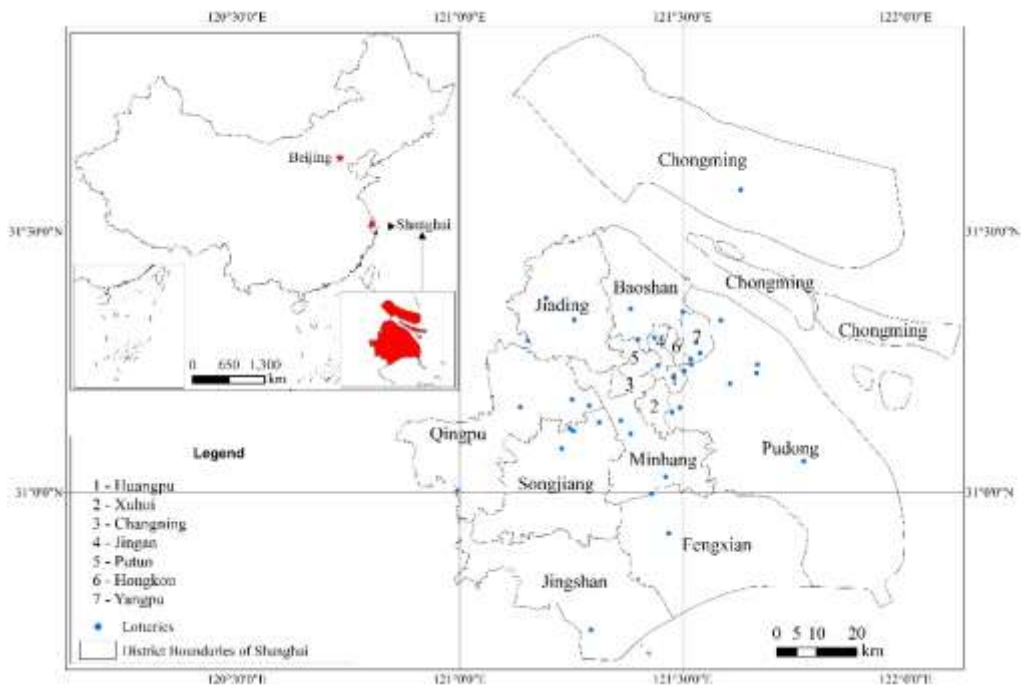 120°30'0"E
121°0'0"E
121°30'0"E
122°0'0"E
31°30'0"N
31°30'0"N
31°0'0"N
31°0'0"N
Beijing
Shanghai
0 650 1,300
km
Chongming
Chongming
Chongming
Baoshan
Jiading
4
7
6
5
3
2
Qingpu
Songjiang
Minhang
Pudong
Fengxian
Jingshan
Legend
1 - Huangpu
2 - Xuhui
3 - Changning
4 - Jingan
5 - Putuo
6 - Hongkou
7 - Yangpu
Lotteries
District Boundaries of Shanghai
0 5 10 20
km
120°30'0"E
121°0'0"E
121°30'0"E
122°0'0"E